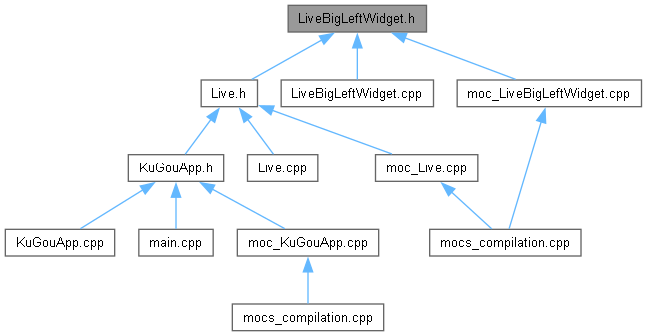 LiveBigLeftWidget.h
Live.h
LiveBigLeftWidget.cpp
moc_LiveBigLeftWidget.cpp
KuGouApp.h
Live.cpp
moc_Live.cpp
KuGouApp.cpp
main.cpp
moc_KuGouApp.cpp
mocs_compilation.cpp
mocs_compilation.cpp